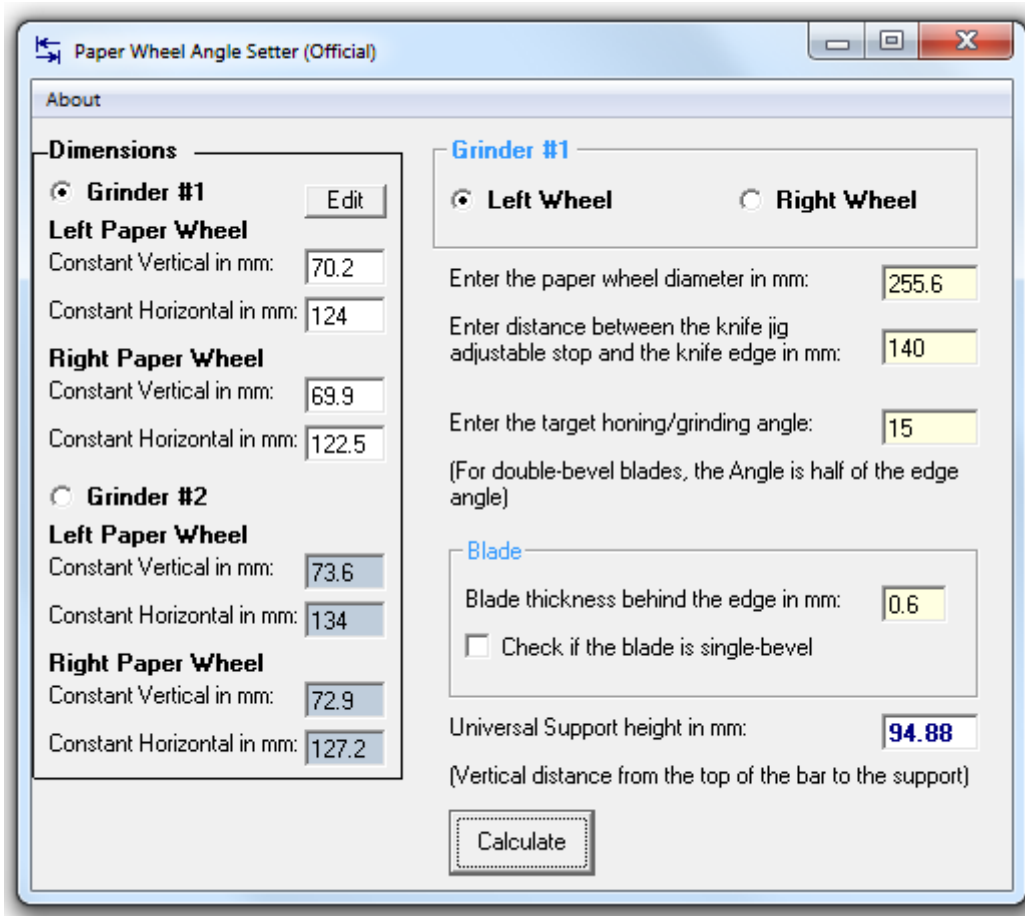 Paper Wheel Angle Setter (Official)
About
Dimensions
Grinder #1
Edit
Left Paper Wheel
Constant Vertical in mm: 70.2
Constant Horizontal in mm: 124
Right Paper Wheel
Constant Vertical in mm: 69.9
Constant Horizontal in mm: 122.5
Grinder #2
Left Paper Wheel
Constant Vertical in mm: 73.6
Constant Horizontal in mm: 134
Right Paper Wheel
Constant Vertical in mm: 72.9
Constant Horizontal in mm: 127.2
Grinder #1
Left Wheel Right Wheel
Enter the paper wheel diameter in mm: 255.6
Enter distance between the knife jig
adjustable stop and the knife edge in mm: 140
Enter the target honing/grinding angle: 15
(For double-bevel blades, the Angle is half of the edge
angle)
Blade
Blade thickness behind the edge in mm: 0.6
Check if the blade is single-bevel
Universal Support height in mm: 94.88
(Vertical distance from the top of the bar to the support)
Calculate